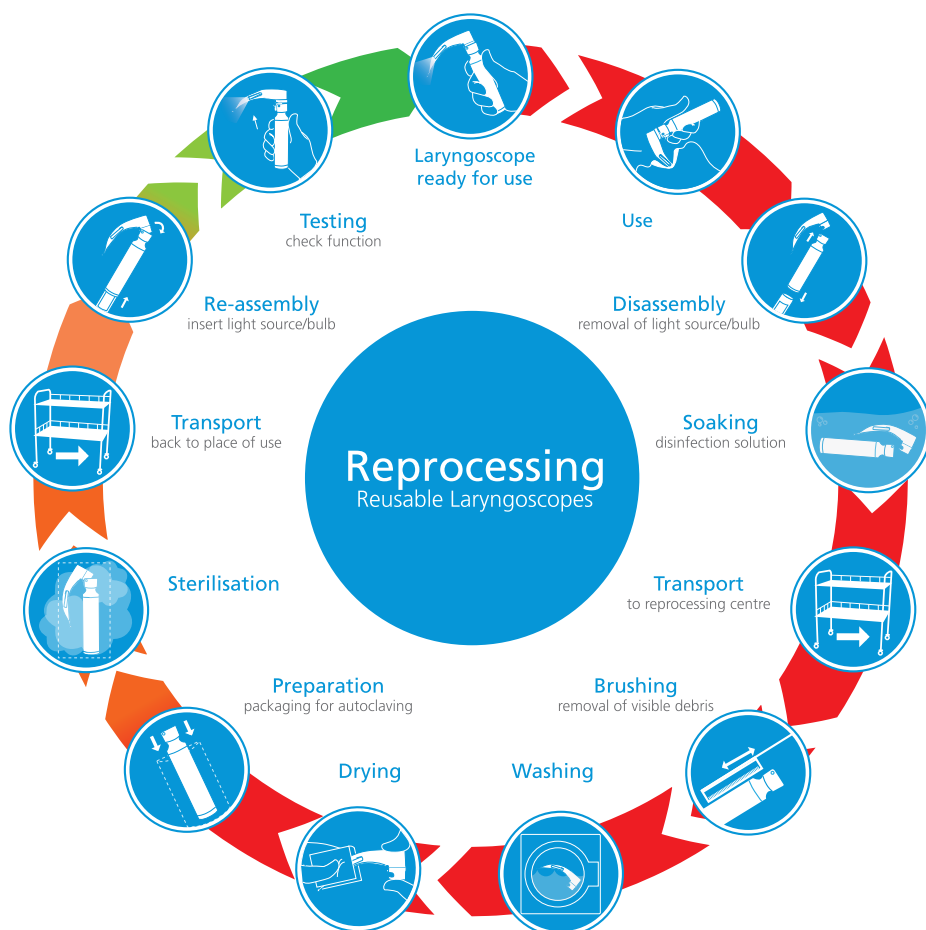 Laryngoscope
ready for use
Use
Disassembly
removal of light source/bulb
Soaking
disinfection solution
Transport
to reprocessing centre
Brushing
removal of visible debris
Washing
Drying
Preparation
packaging for autoclaving
Sterilisation
Transport
back to place of use
Re-assembly
insert light source/bulb
Testing
check function
Reprocessing
Reusable Laryngoscopes